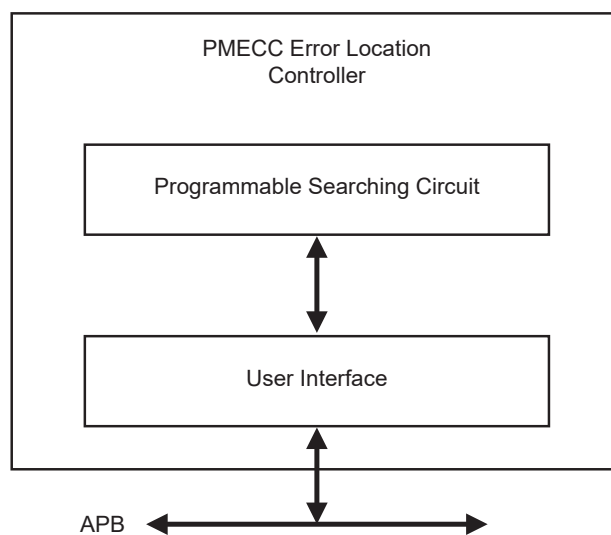 PMECC Error Location
Controller
Programmable Searching Circuit
User Interface
APB